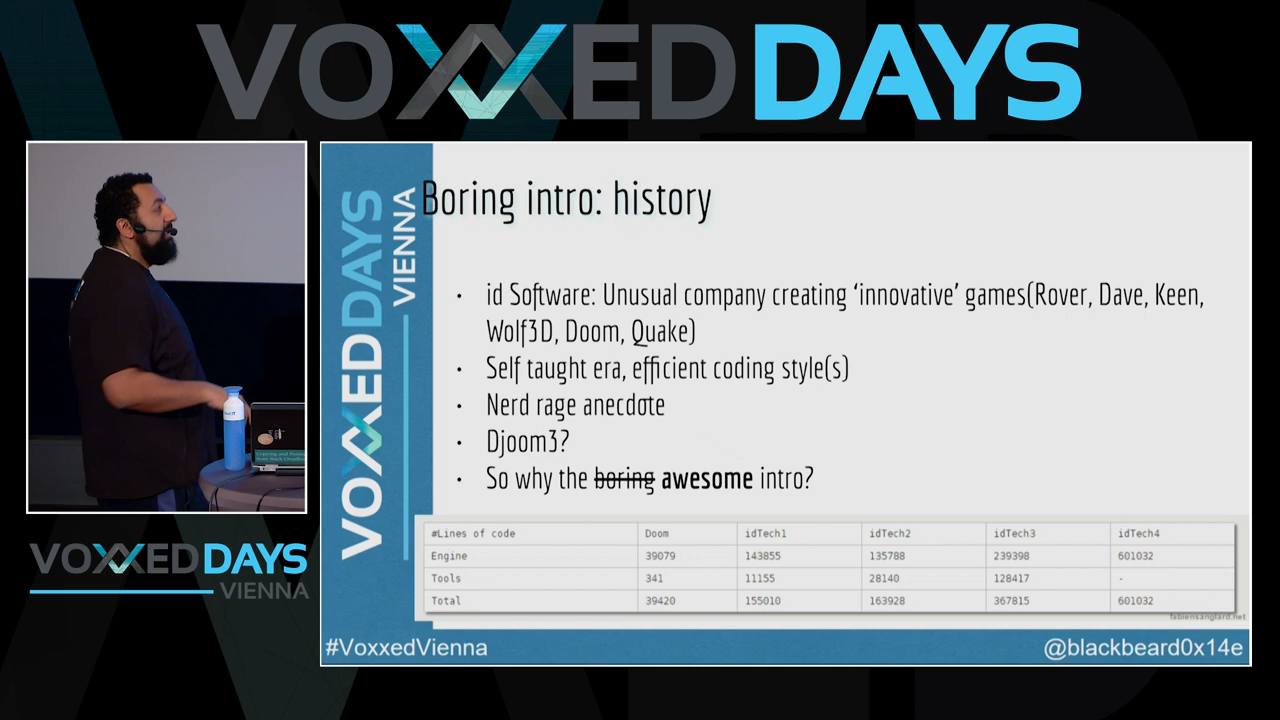 VOXXED DAYS
VOXXED DAYS VIENNA
Boring intro: history
· id Software: Unusual company creating ‘innovative’ games(Rover, Dave, Keen,
Wolf3D, Doom, Quake)
· Self taught era, efficient coding style(s)
· Nerd rage anecdote
· Djoom3?
· So why the boring awesome intro?
#Lines of code Doom idTech1 idTech2 idTech3 idTech4
Engine 39079 143855 135788 239398 601032
Tools 341 11155 28140 128417 -
Total 39420 155010 163928 367815 601032
fabiensanglard.net
#VoxxedVienna
@blackbeard0x14e
VOXXED DAYS
VIENNA